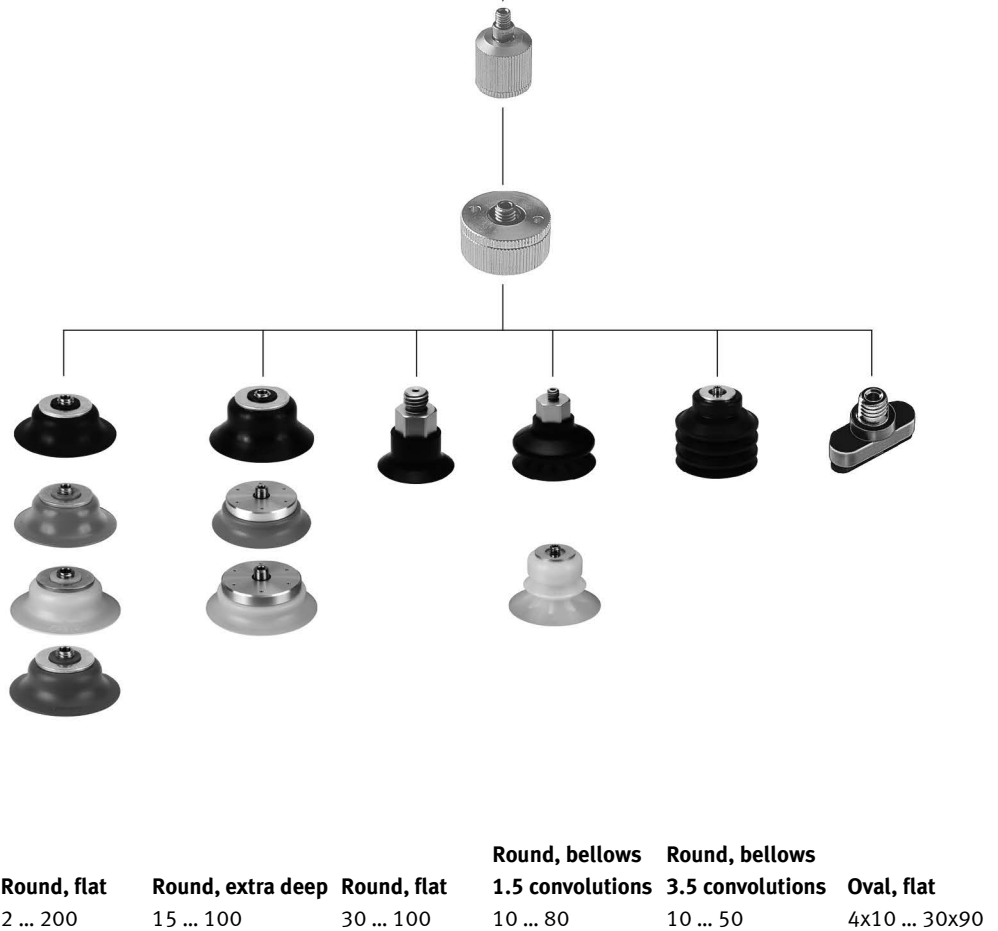 Round, bellows Round, bellows
Round, flat Round, extra deep Round, flat 1.5 convolutions 3.5 convolutions Oval, flat
2 ... 200 15 ... 100 30 ... 100 10 ... 80 10 ... 50 4x10 ... 30x90